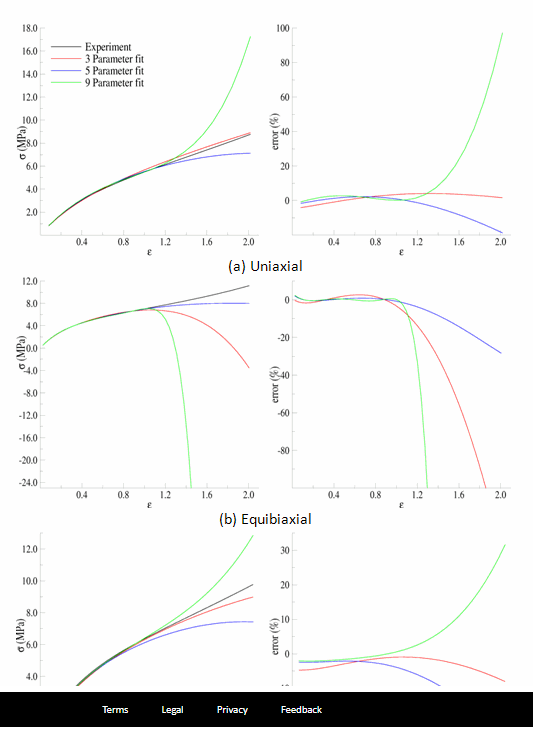 18.0
16.0
14.0
12.0
10.0
8.0
6.0
4.0
2.0
σ (MPa)
Experiment
3 Parameter fit
5 Parameter fit
9 Parameter fit
0.4 0.8 1.2 1.6 2.0
ε
100
80
60
40
20
0
error (%)
0.4 0.8 1.2 1.6 2.0
ε
(a) Uniaxial
12.0
8.0
4.0
0.0
-4.0
-8.0
-12.0
-16.0
-20.0
-24.0
σ (MPa)
0.4 0.8 1.2 1.6 2.0
ε
0
-20
-40
-60
-80
error (%)
0.4 0.8 1.2 1.6 2.0
ε
(b) Equibiaxial
12.0
10.0
8.0
6.0
4.0
σ (MPa)
30
20
10
0
error (%)
Terms Legal Privacy Feedback